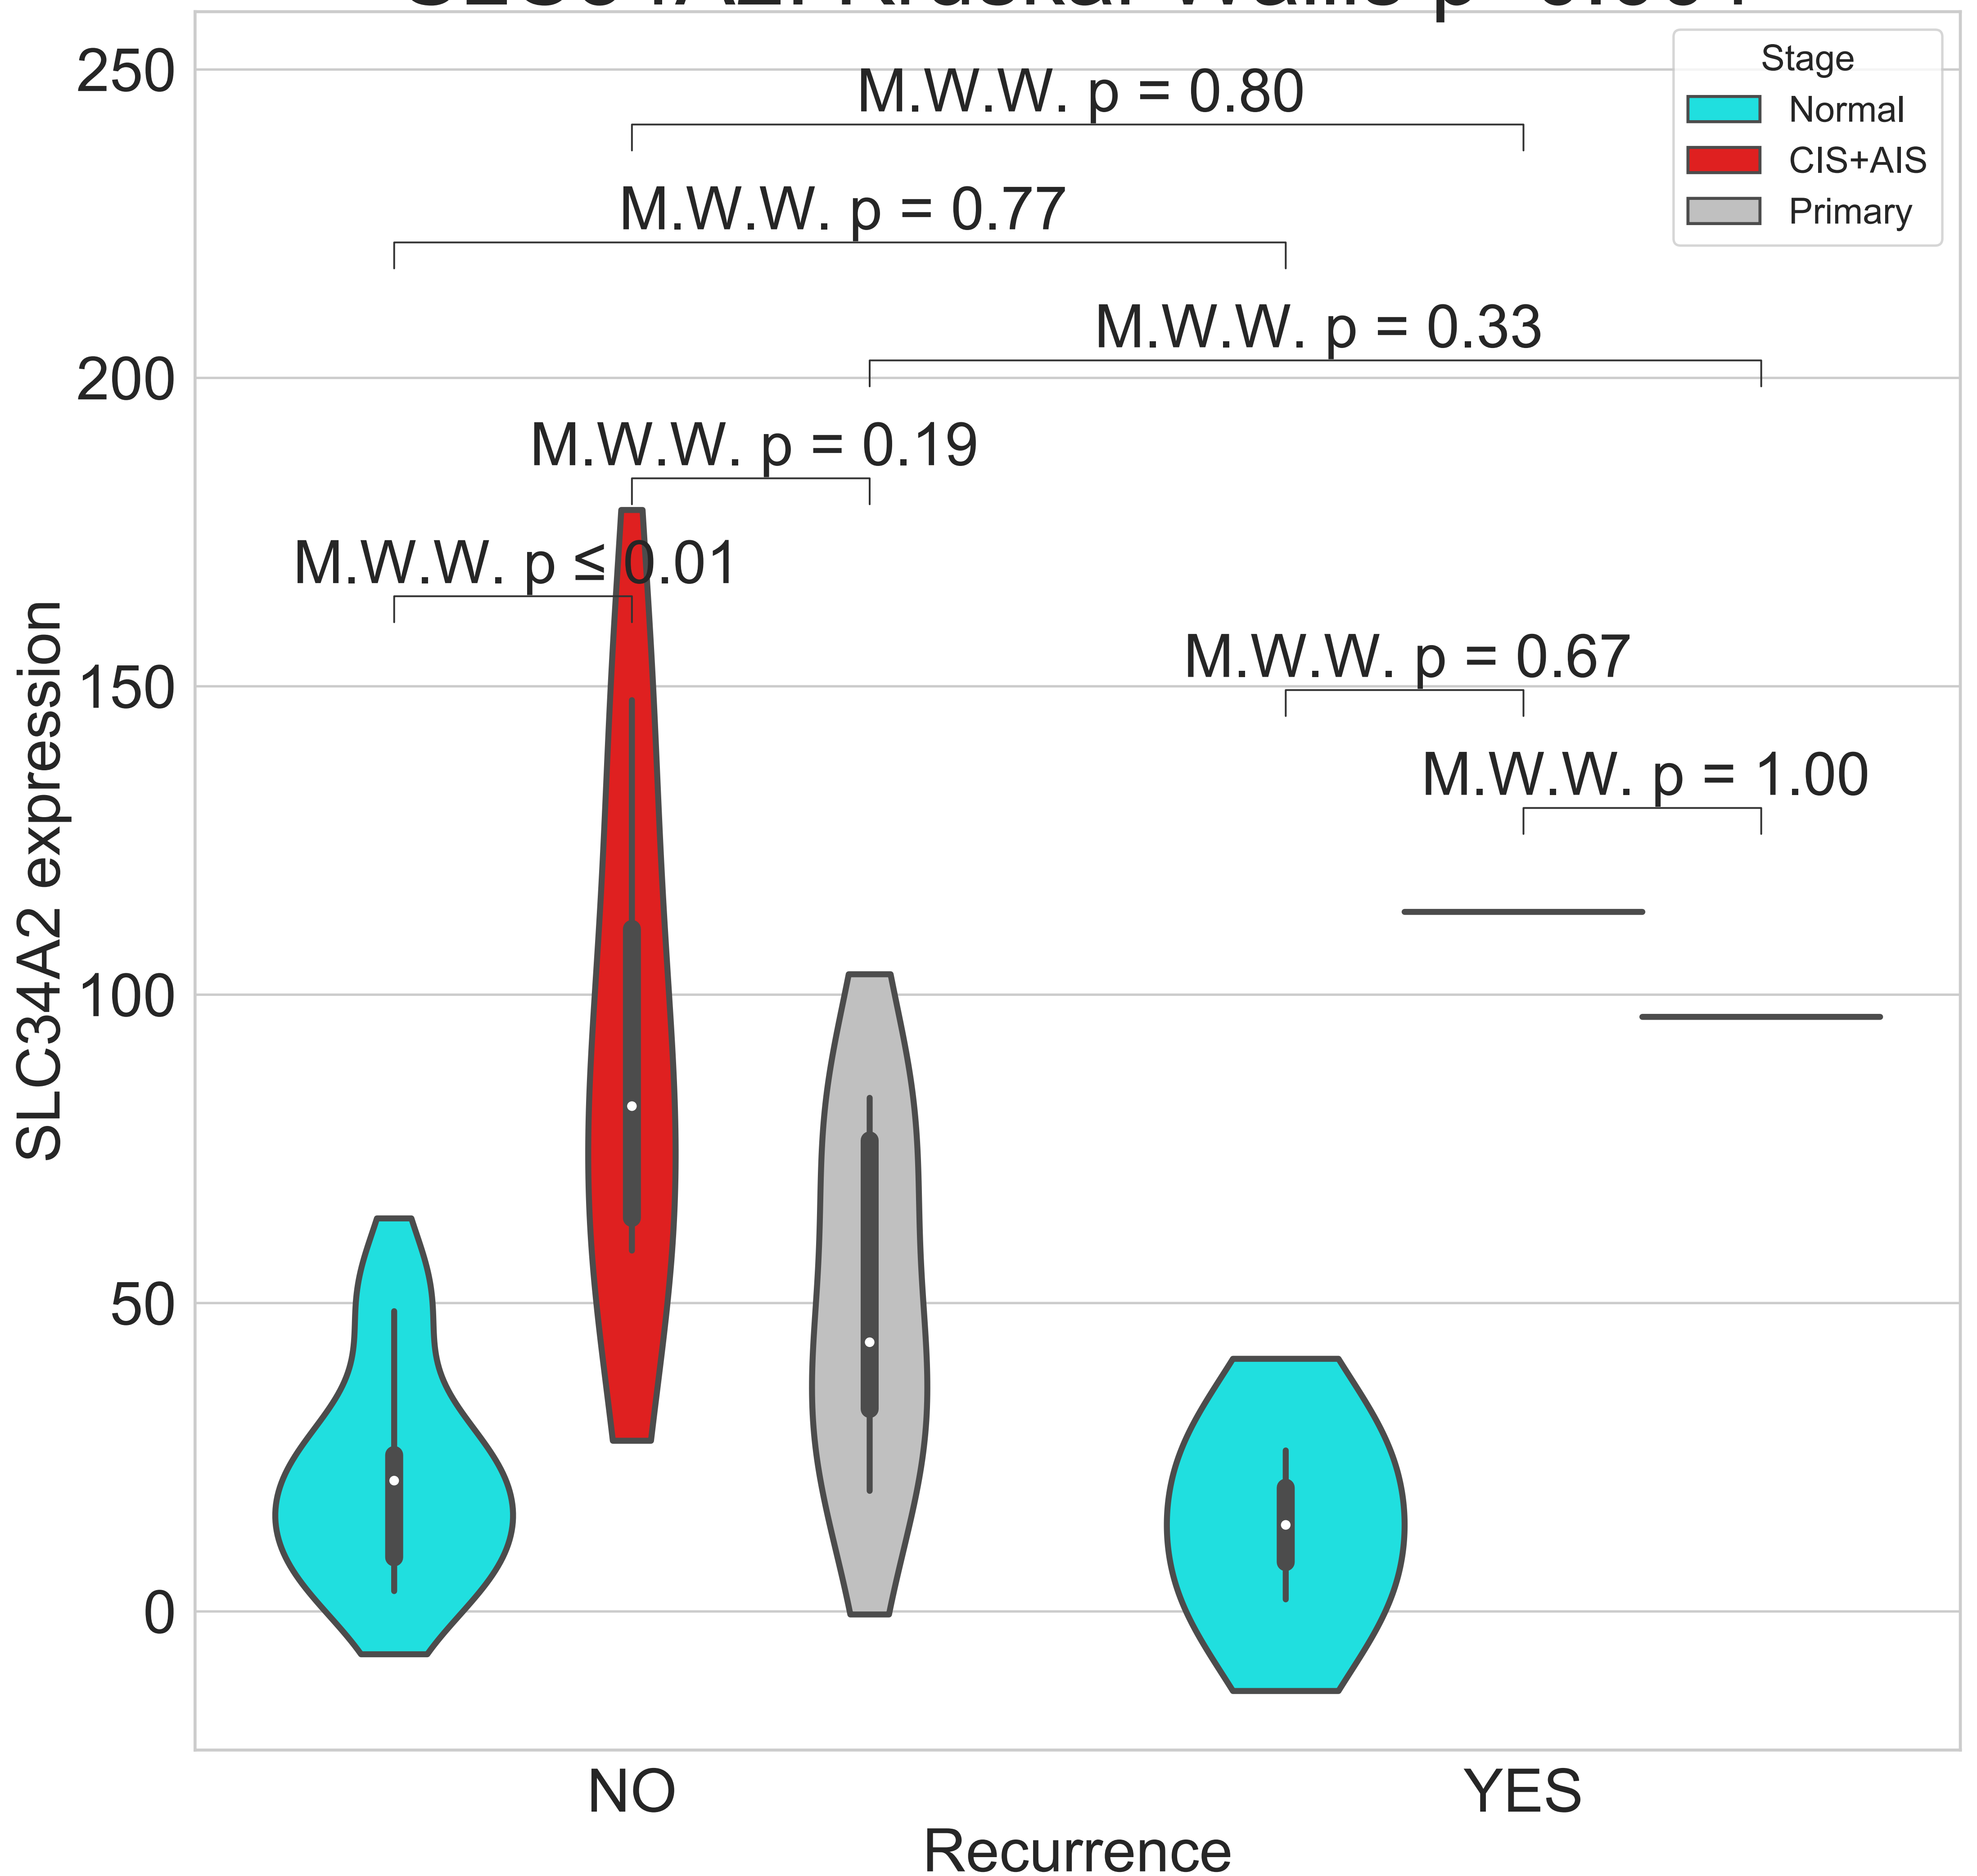 250
M.W.W. p = 0.80
Stage
Normal
CIS+AIS
Primary
M.W.W. p = 0.77
M.W.W. p = 0.33
200
M.W.W. p = 0.19
M.W.W. p ≤ 0.01
M.W.W. p = 0.67
150
M.W.W. p = 1.00
SLC34A2 expression
100
50
0
NO
YES
Recurrence